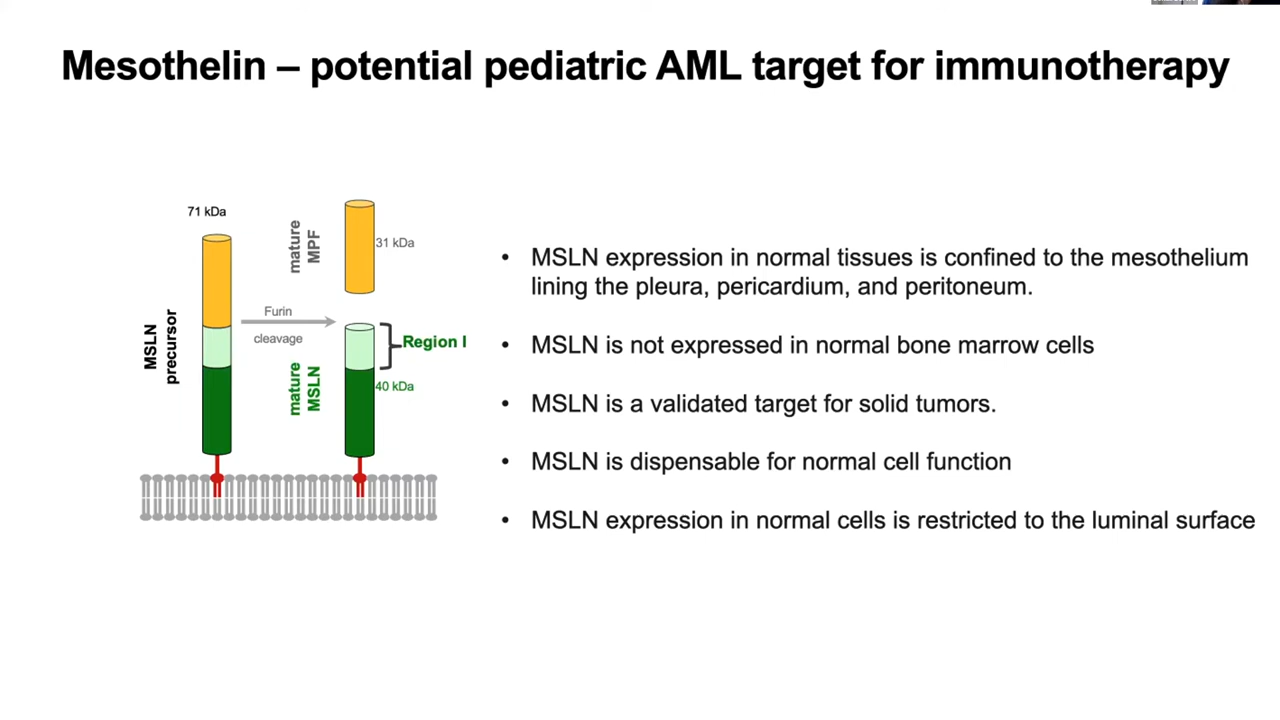 Mesothelin – potential pediatric AML target for immunotherapy
71 kDa
MSLN
precursor
Furin
cleavage
mature
MPF
31 kDa
Region I
mature
MSLN
40 kDa
• MSLN expression in normal tissues is confined to the mesothelium
lining the pleura, pericardium, and peritoneum.
• MSLN is not expressed in normal bone marrow cells
• MSLN is a validated target for solid tumors.
• MSLN is dispensable for normal cell function
• MSLN expression in normal cells is restricted to the luminal surface